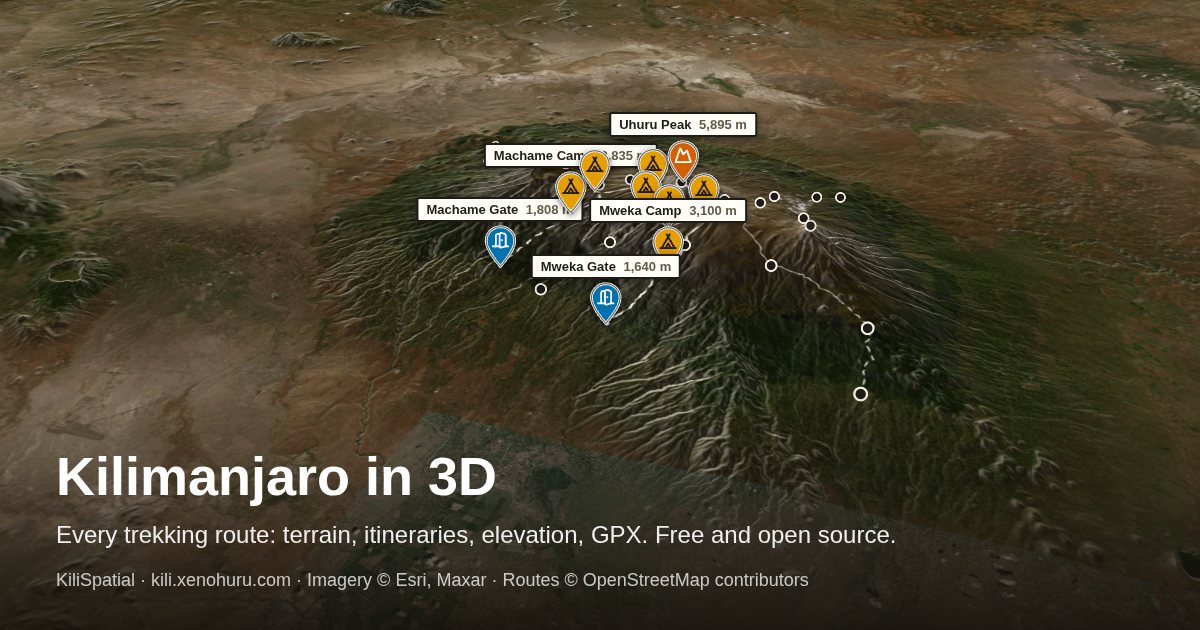 Uhuru Peak 5,895 m
Machame Camp ,835 m
Machame Gate 1,808 m
Mweka Camp 3,100 m
Mweka Gate 1,640 m
Kilimanjaro in 3D
Every trekking route: terrain, itineraries, elevation, GPX. Free and open source.
KiliSpatial · kili.xenohuru.com · Imagery © Esri, Maxar · Routes © OpenStreetMap contributors